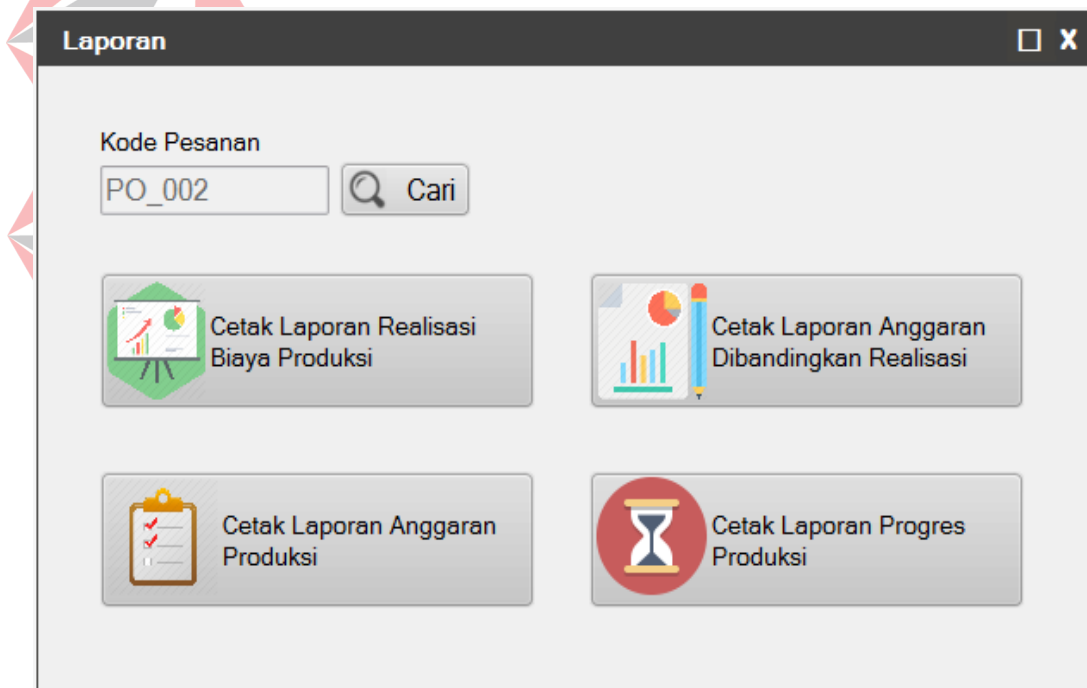 Laporan
Kode Pesanan
PO_002
Cari
Cetak Laporan Realisasi
Biaya Produksi
Cetak Laporan Anggaran
Dibandingkan Realisasi
Cetak Laporan Anggaran
Produksi
Cetak Laporan Progres
Produksi